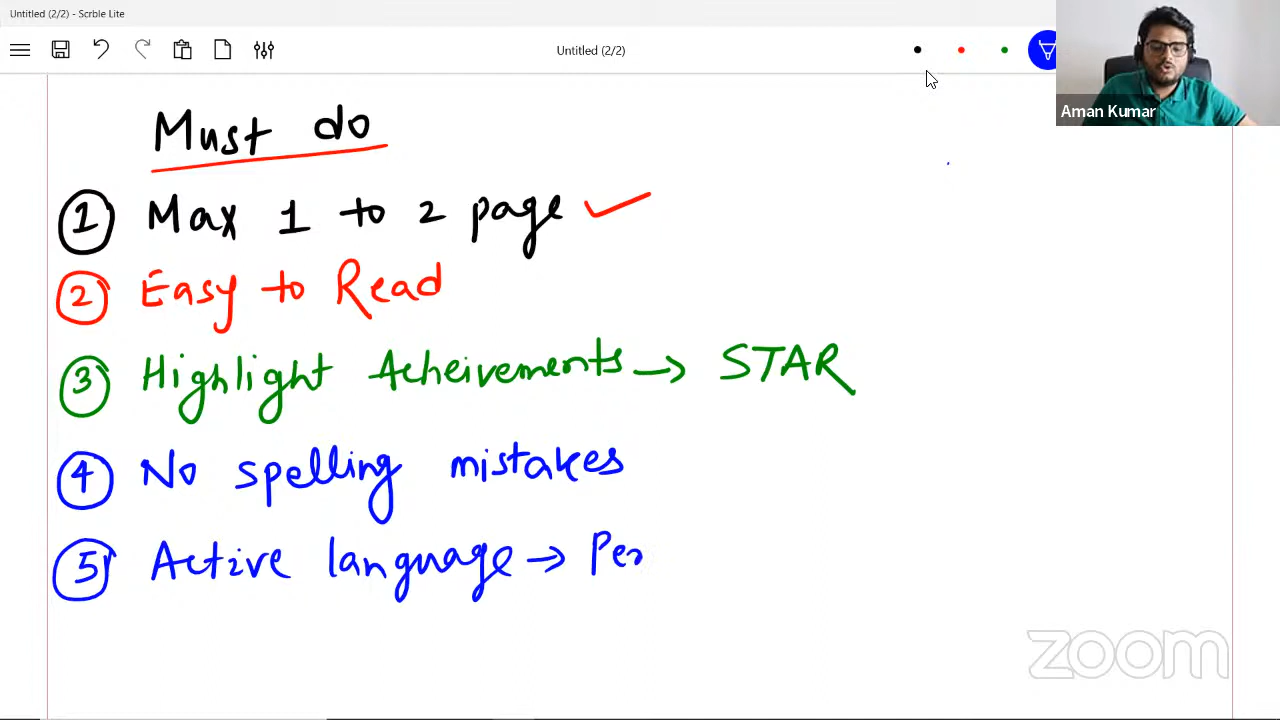 Untitled (2/2) - Scrble Lite
Untitled (2/2)
Aman Kumar
Must do
1 Max 1 to 2 page
2 Easy to Read
3 Highlight Acheivements → STAR
4 No spelling mistakes
5 Active language → Per
zoom